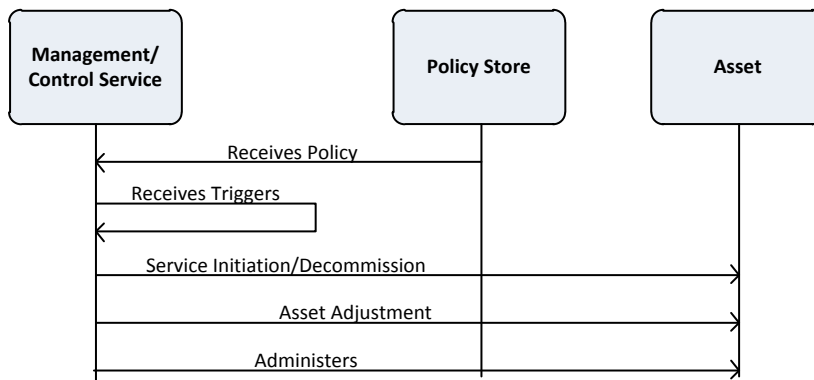 Management/
Control Service
Policy Store
Asset
Receives Policy
Receives Triggers
Service Initiation/Decommission
Asset Adjustment
Administers